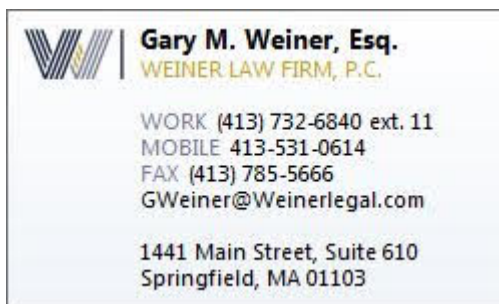 Gary M. Weiner, Esq.
WEINER LAW FIRM, P.C.
WORK (413) 732-6840 ext. 11
MOBILE 413-531-0614
FAX (413) 785-5666
GWeiner@Weinerlegal.com
1441 Main Street, Suite 610
Springfield, MA 01103